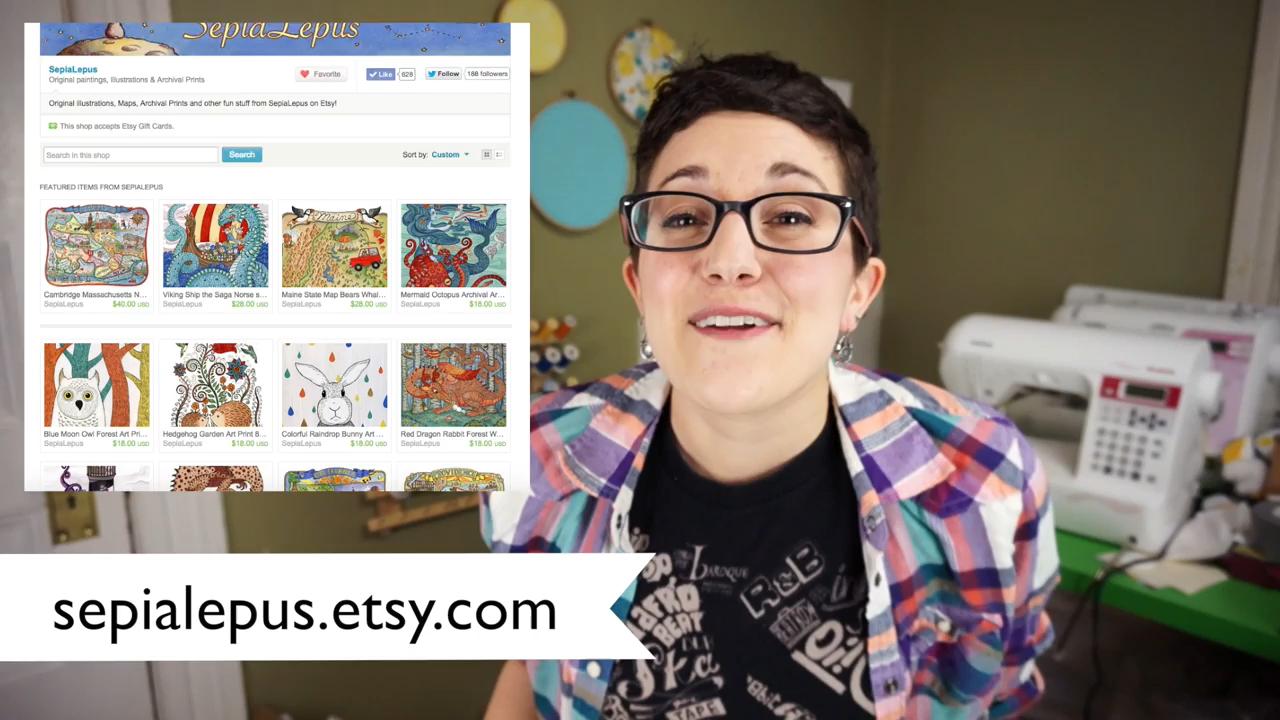 SepiaLepus
SepiaLepus
Original paintings, Illustrations & Archival Prints
Favorite
Like
628
Follow
188 followers
Original illustrations, Maps, Archival Prints and other fun stuff from SepiaLepus on Etsy!
This shop accepts Etsy Gift Cards.
Search in this shop
Search
Sort by: Custom
FEATURED ITEMS FROM SEPIALEPUS
Maine
Cambridge Massachusetts N...
SepiaLepus $40.00 USD
Viking Ship the Saga Norse s...
SepiaLepus $28.00 USD
Maine State Map Bears Whal...
SepiaLepus $28.00 USD
Mermaid Octopus Archival Ar...
SepiaLepus $18.00 USD
Blue Moon Owl Forest Art Pri...
SepiaLepus $18.00 USD
Hedgehog Garden Art Print 8...
SepiaLepus $18.00 USD
Colorful Raindrop Bunny Art ...
SepiaLepus $18.00 USD
Red Dragon Rabbit Forest W...
SepiaLepus $18.00 USD
sepialepus.etsy.com
BAROQUE
R&B
AFRO
BEAT
Ska
TAPE